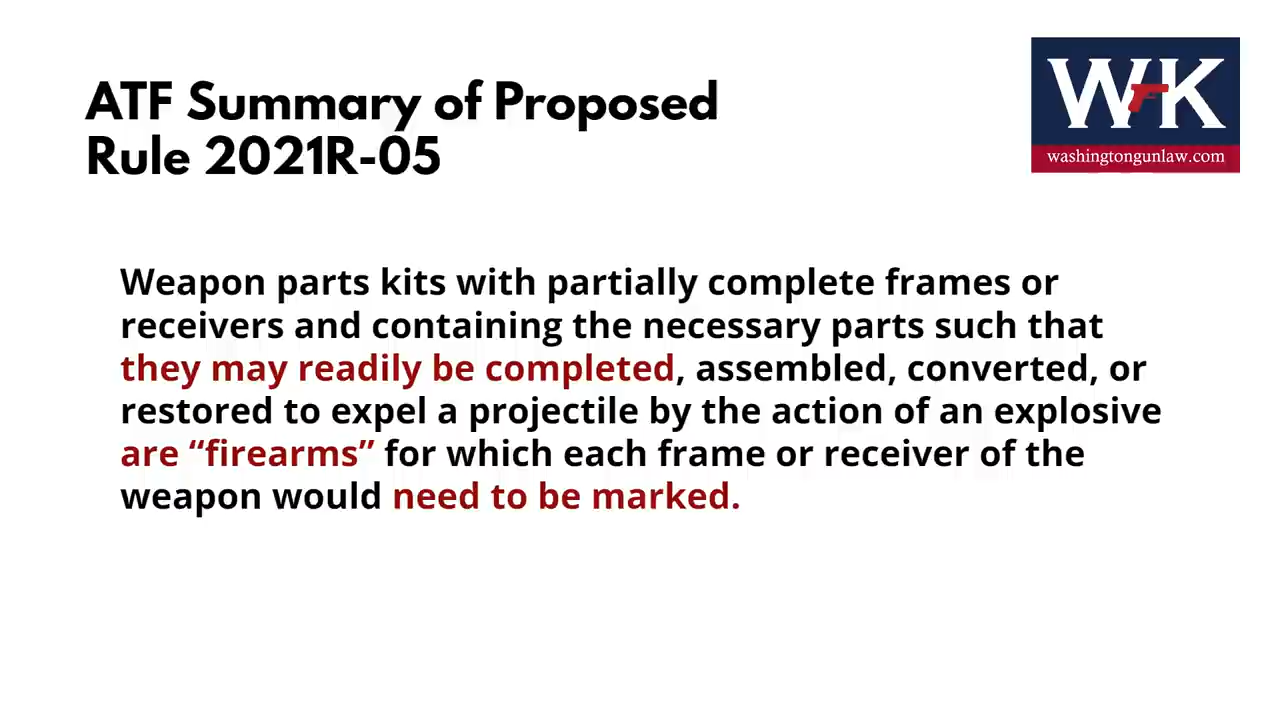 ATF Summary of Proposed
Rule 2021R-05
WK
washingtongunlaw.com
Weapon parts kits with partially complete frames or
receivers and containing the necessary parts such that
they may readily be completed, assembled, converted, or
restored to expel a projectile by the action of an explosive
are “firearms” for which each frame or receiver of the
weapon would need to be marked.